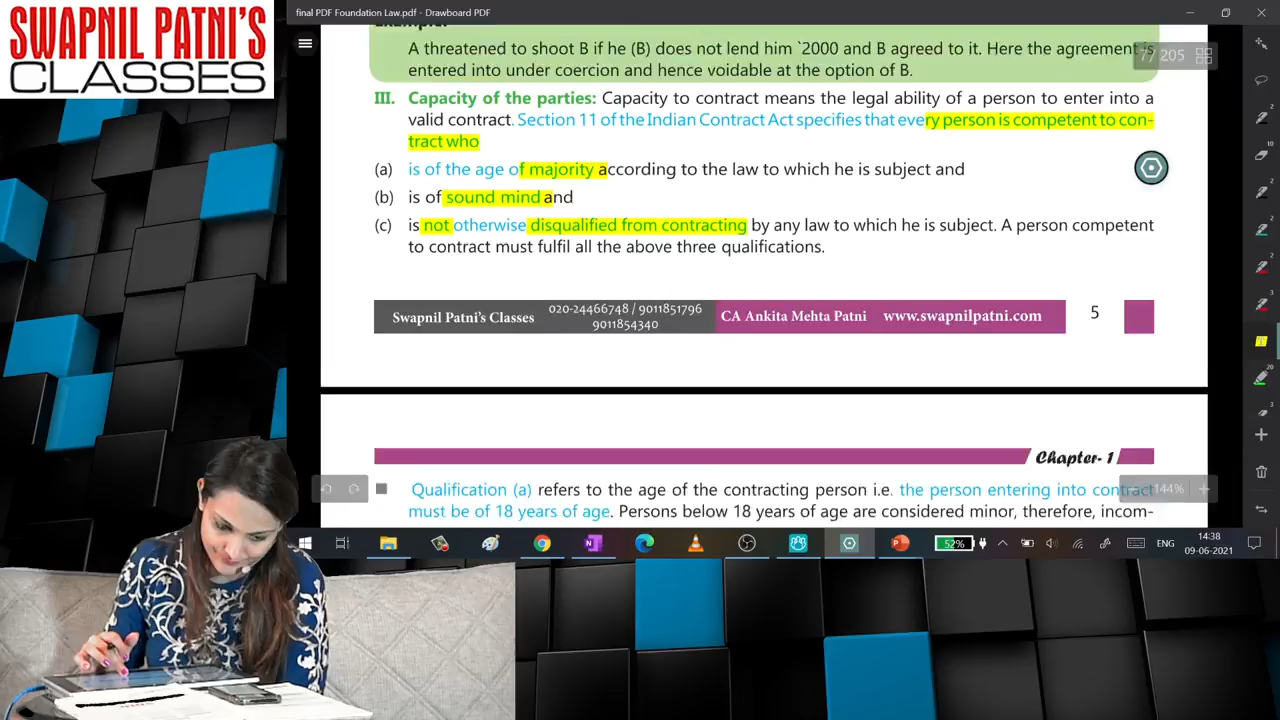 SWAPNIL PATNI'S
CLASSES
final PDF Foundation Law.pdf - Drawboard PDF
Example:
A threatened to shoot B if he (B) does not lend him `2000 and B agreed to it. Here the agreement is
entered into under coercion and hence voidable at the option of B.
7 / 205
III. Capacity of the parties: Capacity to contract means the legal ability of a person to enter into a
valid contract. Section 11 of the Indian Contract Act specifies that every person is competent to con-
tract who
(a) is of the age of majority according to the law to which he is subject and
(b) is of sound mind and
(c) is not otherwise disqualified from contracting by any law to which he is subject. A person competent
to contract must fulfil all the above three qualifications.
Swapnil Patni's Classes 020-24466748 / 9011851796
9011854340
CA Ankita Mehta Patni www.swapnilpatni.com 5
Chapter- 1
Qualification (a) refers to the age of the contracting person i.e. the person entering into contract
must be of 18 years of age. Persons below 18 years of age are considered minor, therefore, incom-
144%
52%
ENG
14:38
09-06-2021